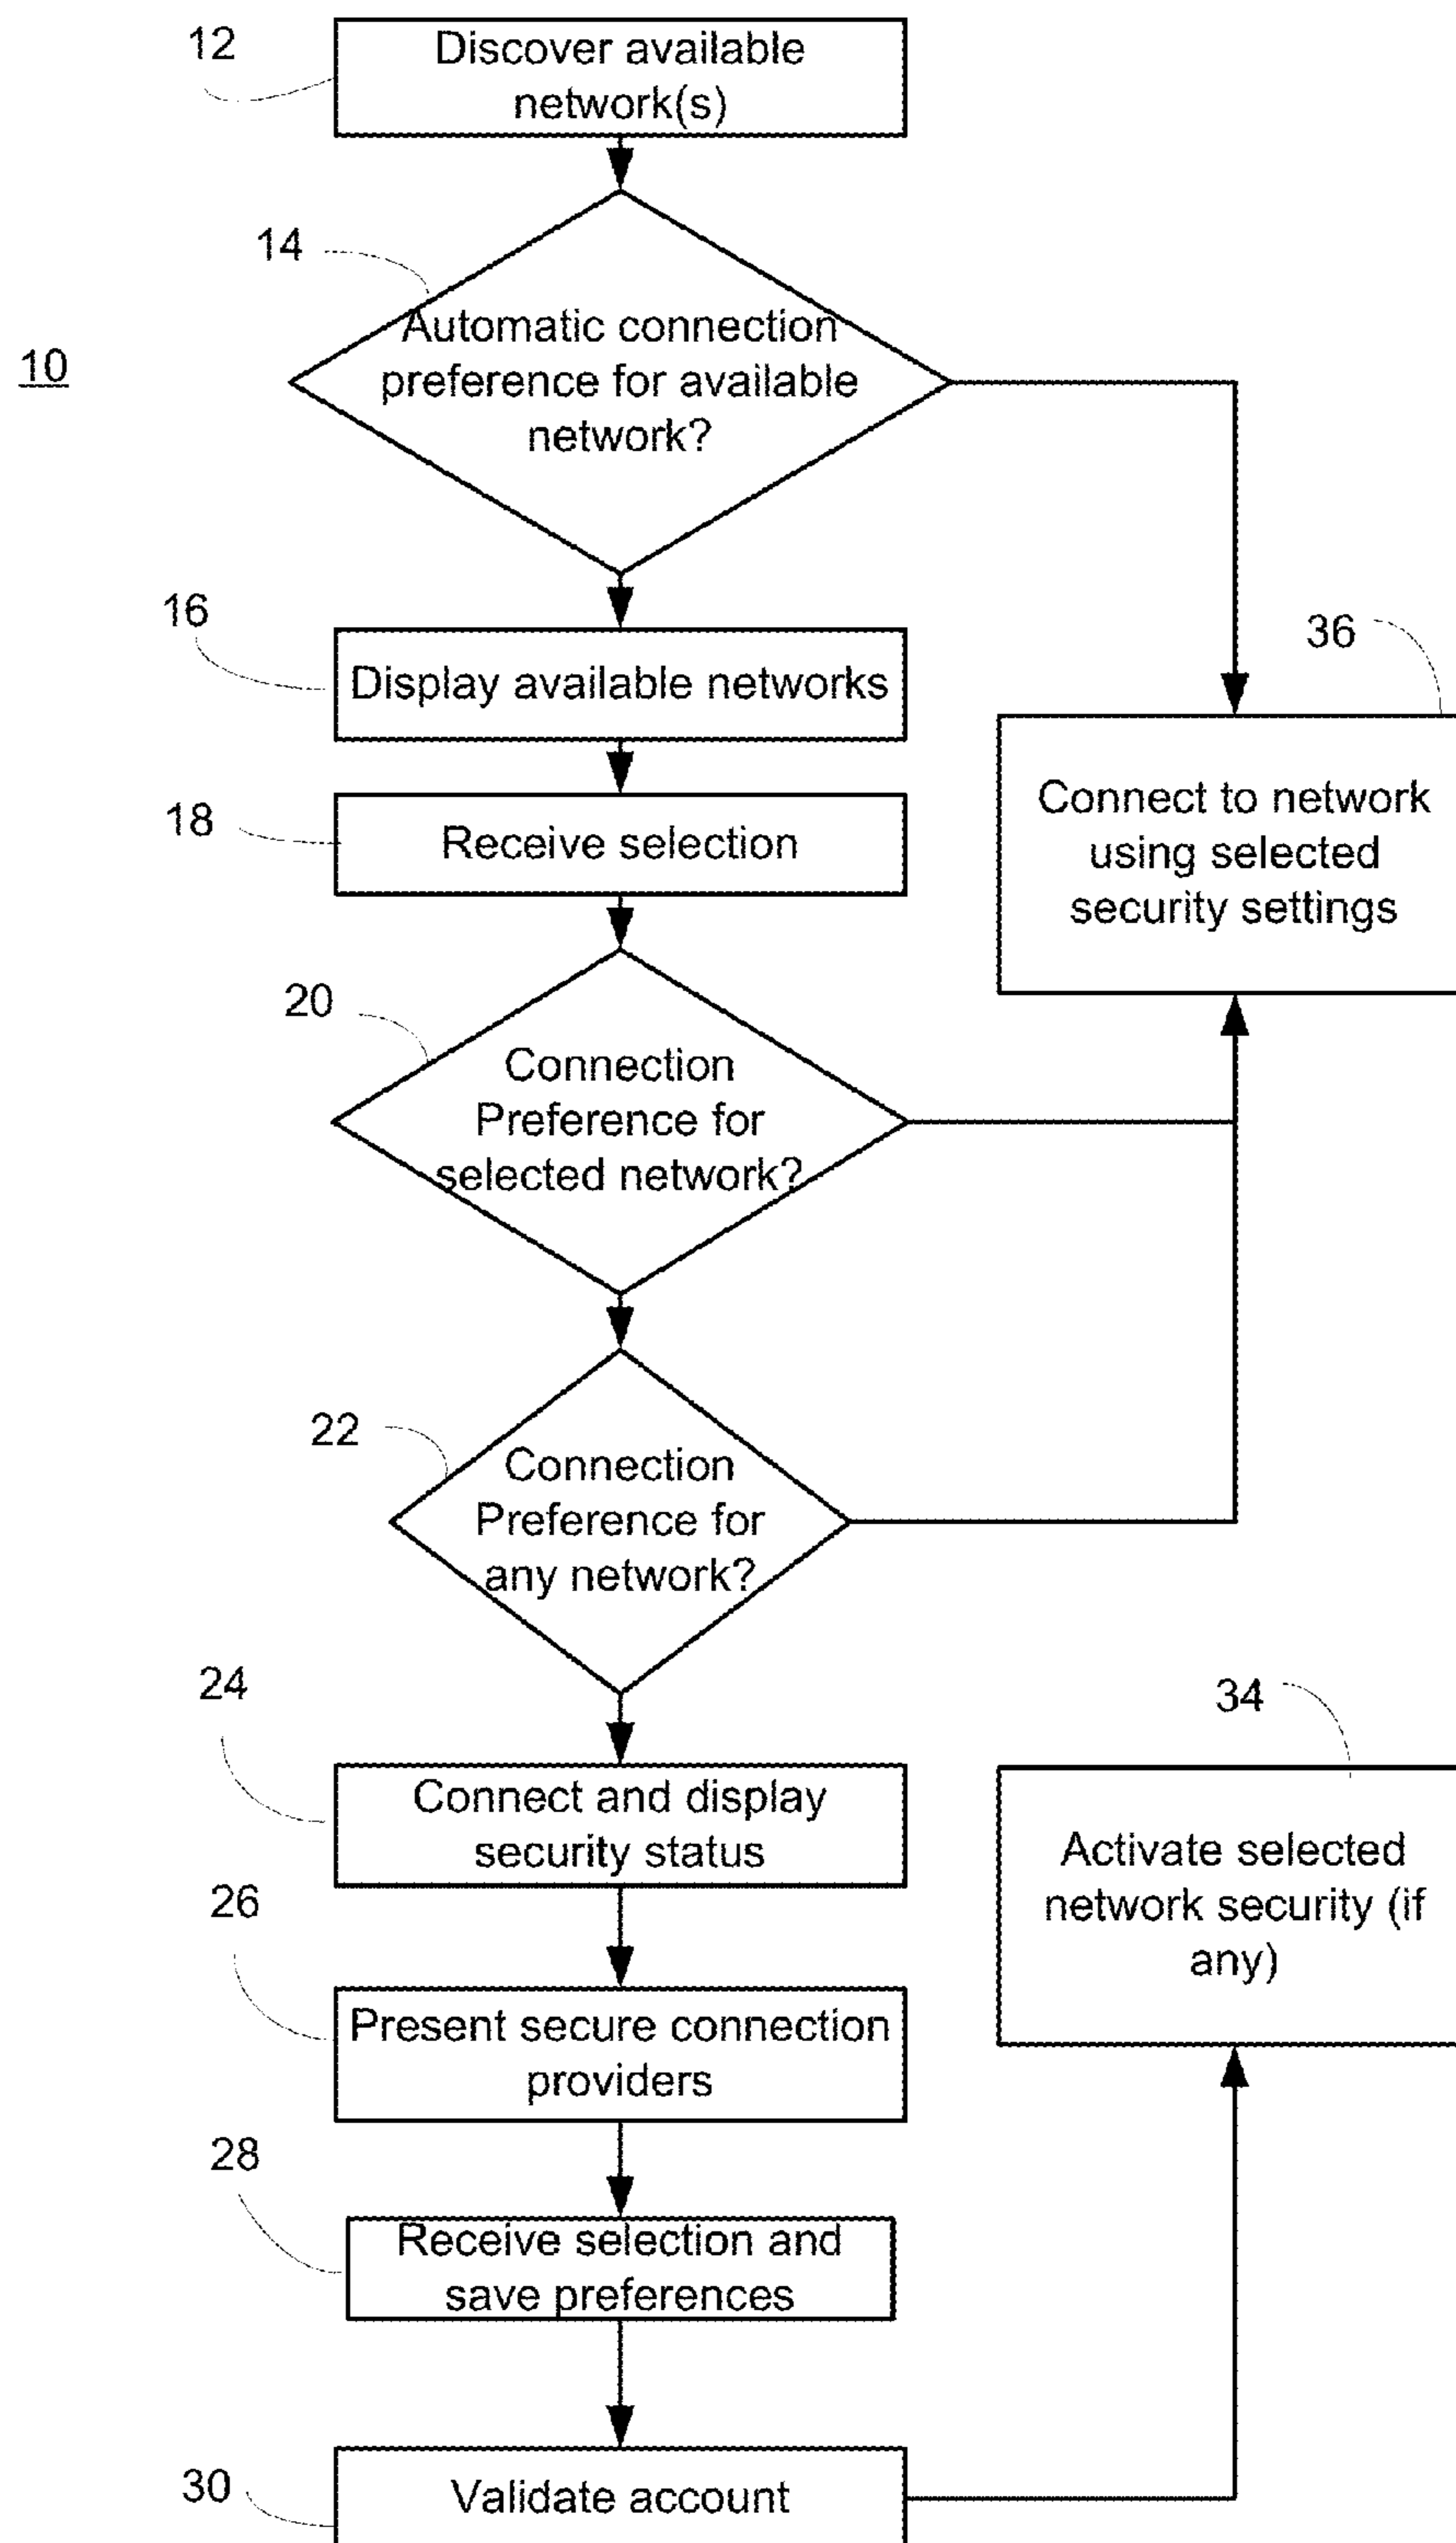 12
Discover available
network(s)
14
Automatic connection
preference for available
network?
10
16
Display available networks
36
Connect to network
using selected
security settings
18
Receive selection
20
Connection
Preference for
selected network?
22
Connection
Preference for
any network?
24
Connect and display
security status
34
Activate selected
network security (if
any)
26
Present secure connection
providers
28
Receive selection and
save preferences
30
Validate account